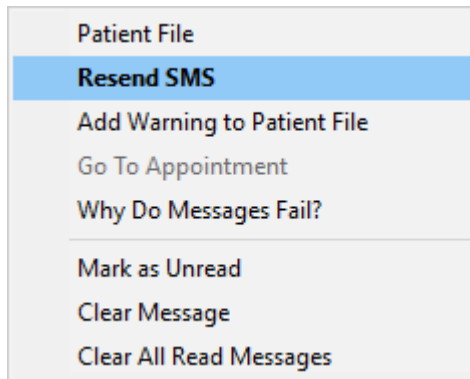 Patient File
Resend SMS
Add Warning to Patient File
Go To Appointment
Why Do Messages Fail?
Mark as Unread
Clear Message
Clear All Read Messages